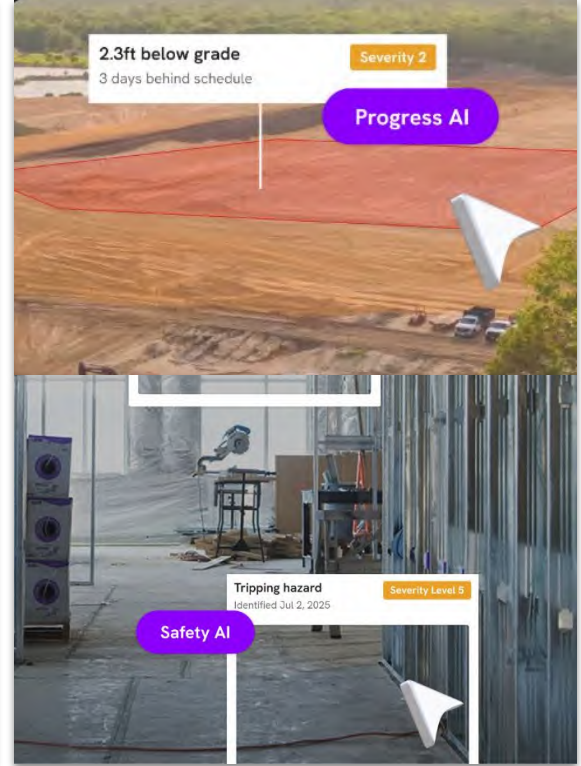 2.3ft below grade
Severity 2
3 days behind schedule
Progress AI
Tripping hazard
Severity Level 5
Identified Jul 2, 2025
Safety AI